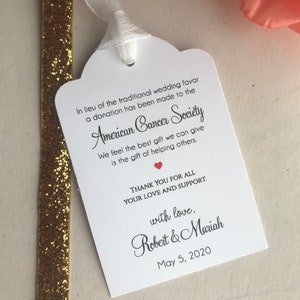 In lieu of the traditional wedding favor
a donation has been made to the
American Cancer Society
We feel the best gift we can give
is the gift of helping others.
THANK YOU FOR ALL
YOUR LOVE AND SUPPORT.
with love,
Robert & Mariah
May 5, 2020